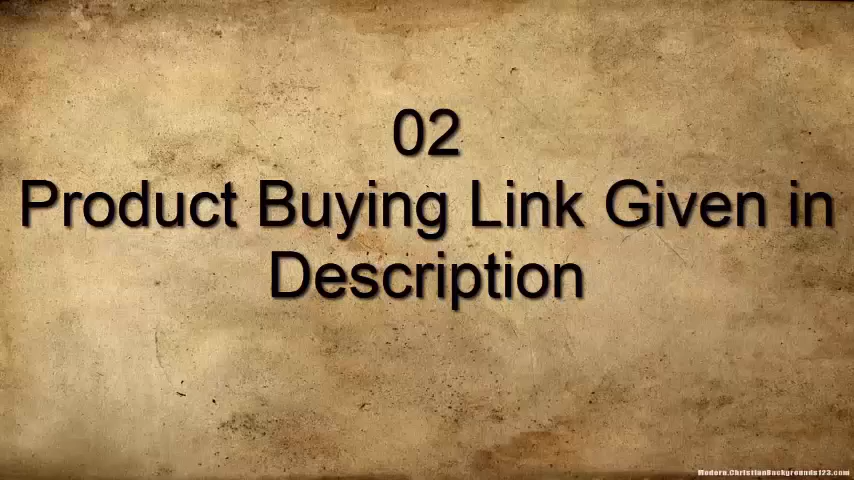 02
Product Buying Link Given in
Description
Modern.ChristianBackgrounds123.com